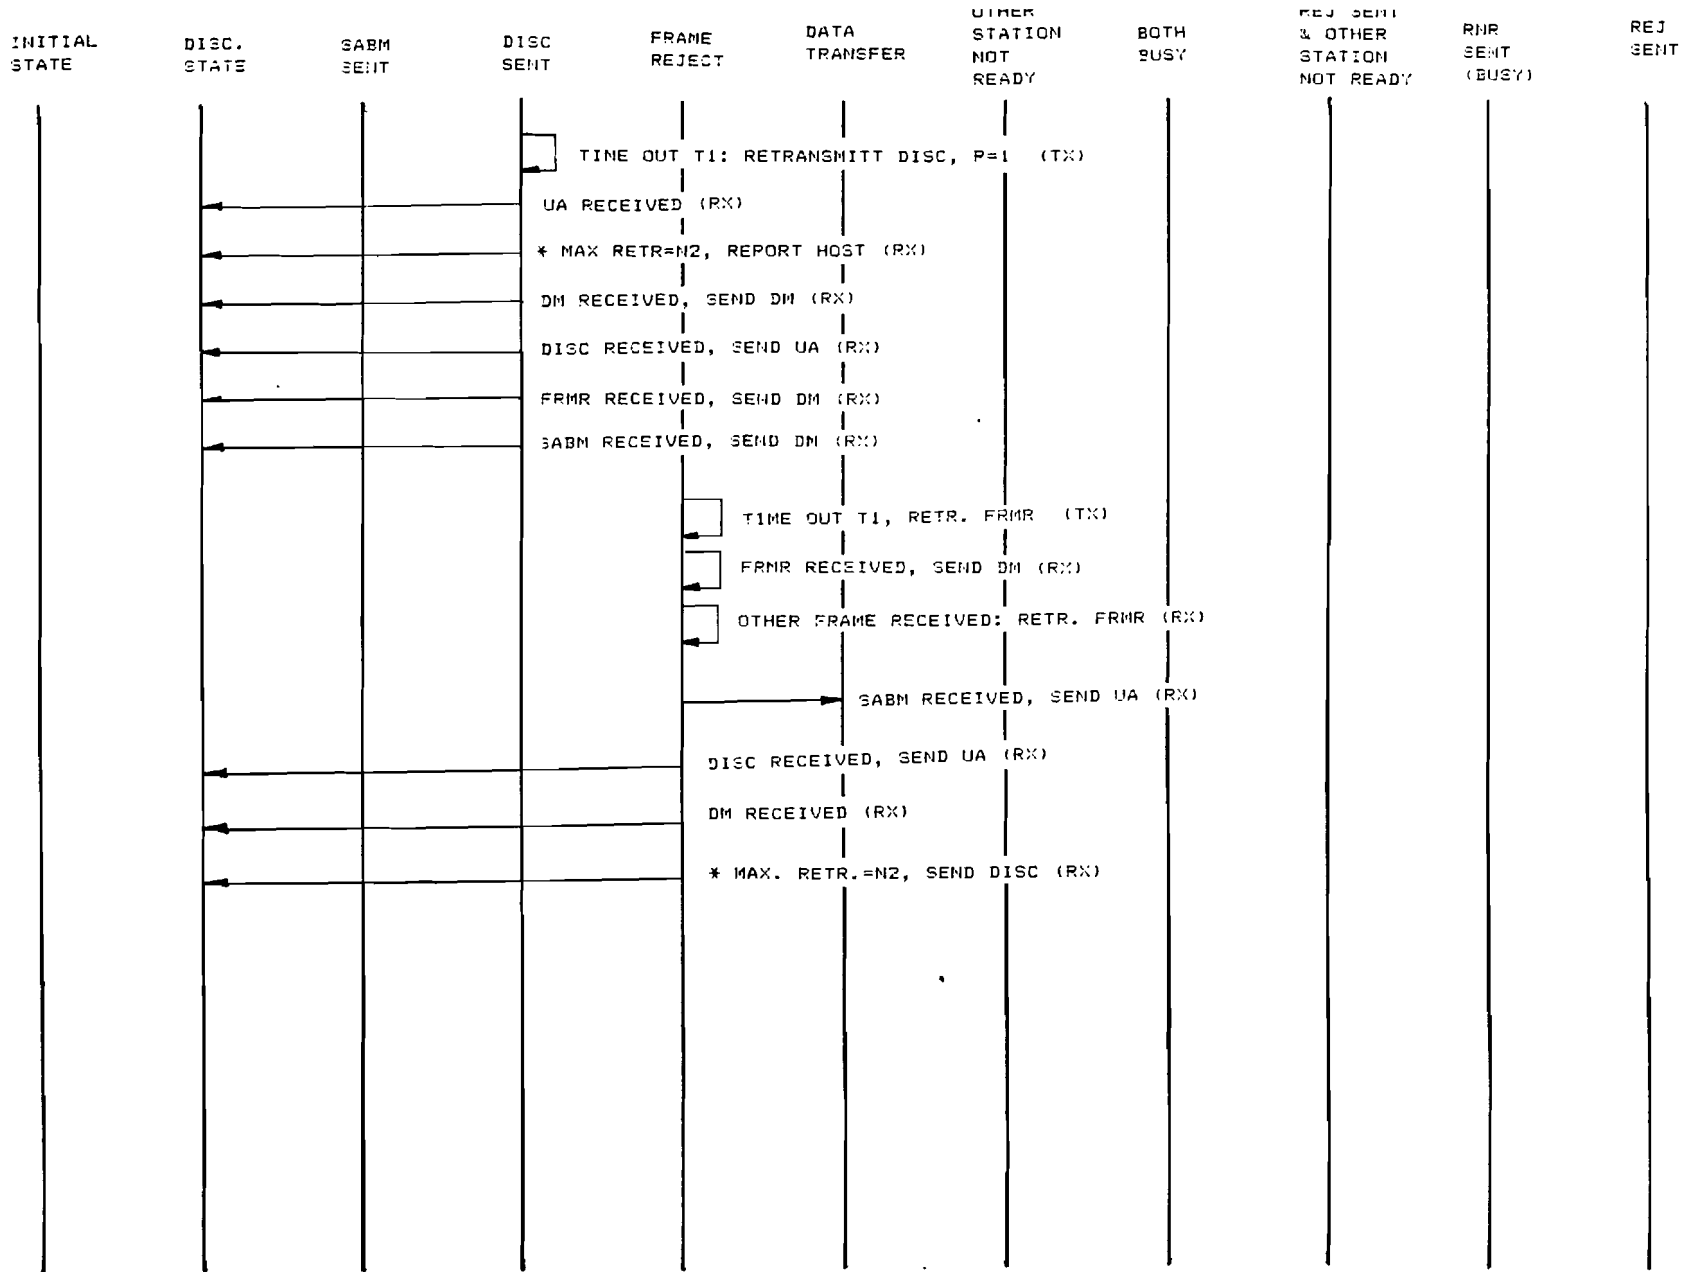 INITIAL
STATE
DISC.
STATE
SABM
SENT
DISC
SENT
FRAME
REJECT
DATA
TRANSFER
OTHER
STATION
NOT
READY
BOTH
BUSY
REJ SENT
& OTHER
STATION
NOT READY
RNR
SENT
(BUSY)
REJ
SENT
TIME OUT T1: RETRANSMITT DISC, P=1 (TX)
UA RECEIVED (RX)
* MAX RETR=N2, REPORT HOST (RX)
DM RECEIVED, SEND DM (RX)
DISC RECEIVED, SEND UA (RX)
FRMR RECEIVED, SEND DM (RX)
SABM RECEIVED, SEND DM (RX)
TIME OUT T1, RETR. FRMR (TX)
FRMR RECEIVED, SEND DM (RX)
OTHER FRAME RECEIVED: RETR. FRMR (RX)
SABM RECEIVED, SEND UA (RX)
DISC RECEIVED, SEND UA (RX)
DM RECEIVED (RX)
* MAX. RETR.=N2, SEND DISC (RX)